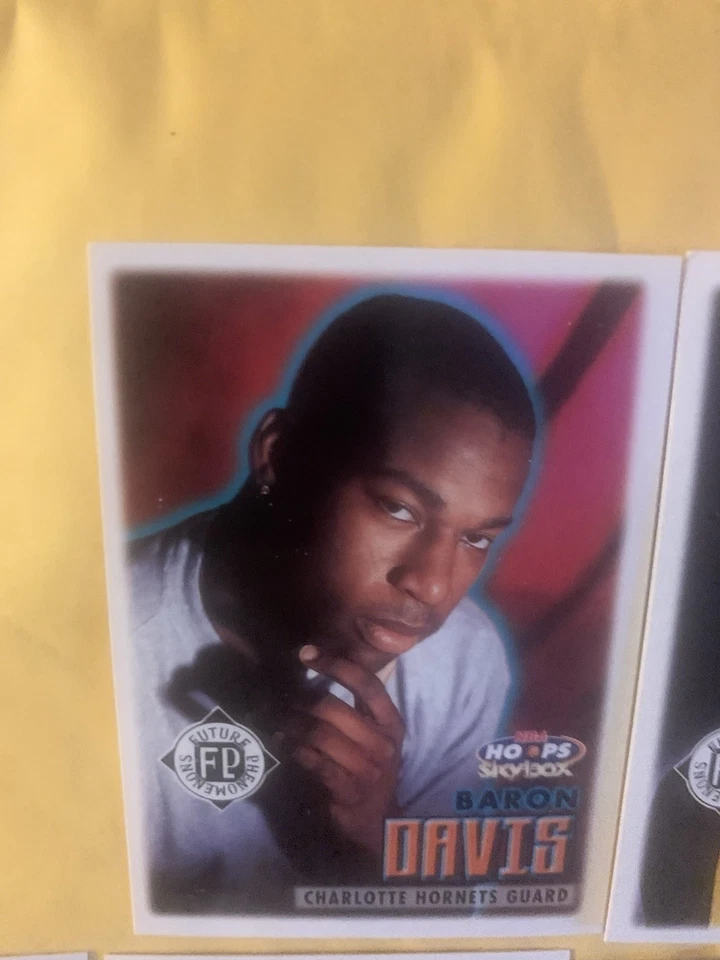 FUTURE
FP
PHENOMENONS
NBA
HOOPS
skybox
BARON
DAVIS
CHARLOTTE HORNETS GUARD